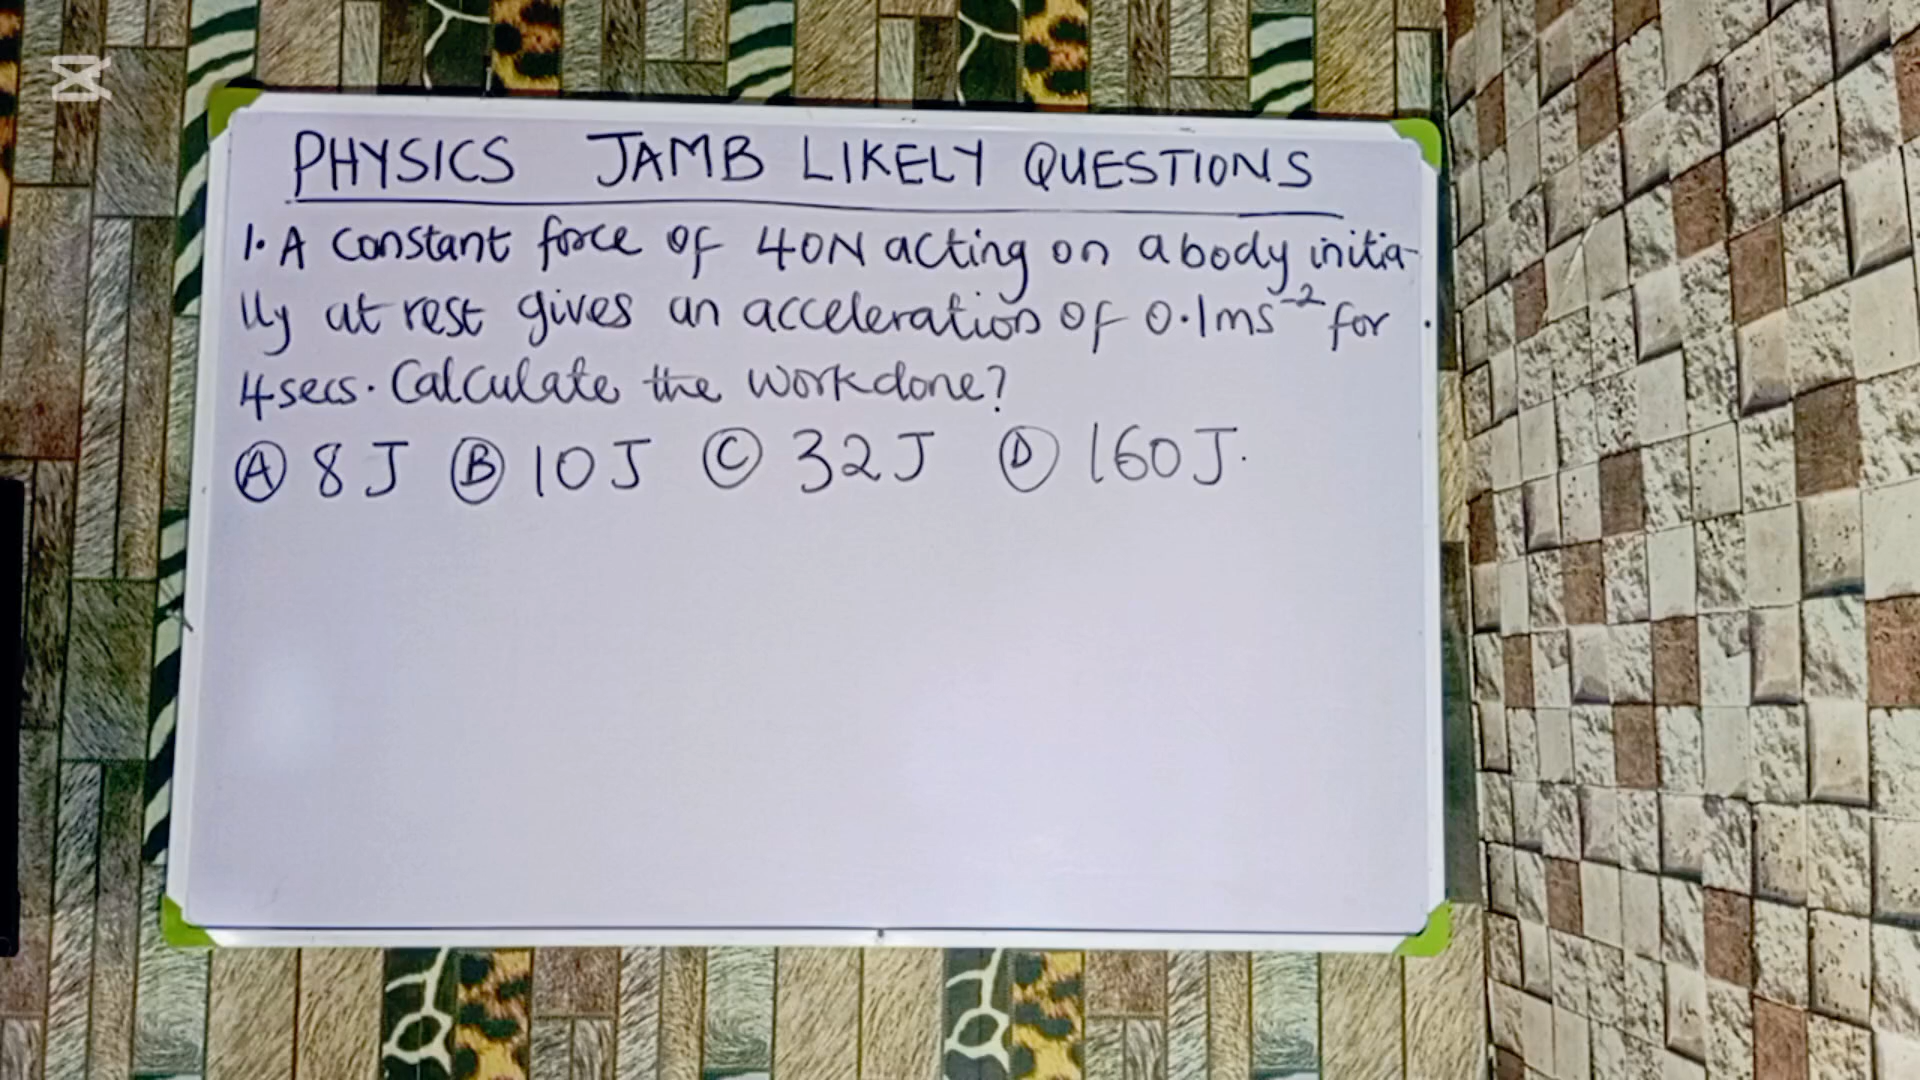 PHYSICS JAMB LIKELY QUESTIONS
1. A constant force of 40N acting on a body initia-
lly at rest gives an acceleration of 0.1ms⁻² for
4secs. Calculate the workdone?
Ⓐ 8J Ⓑ 10J Ⓒ 32J Ⓓ 160J.